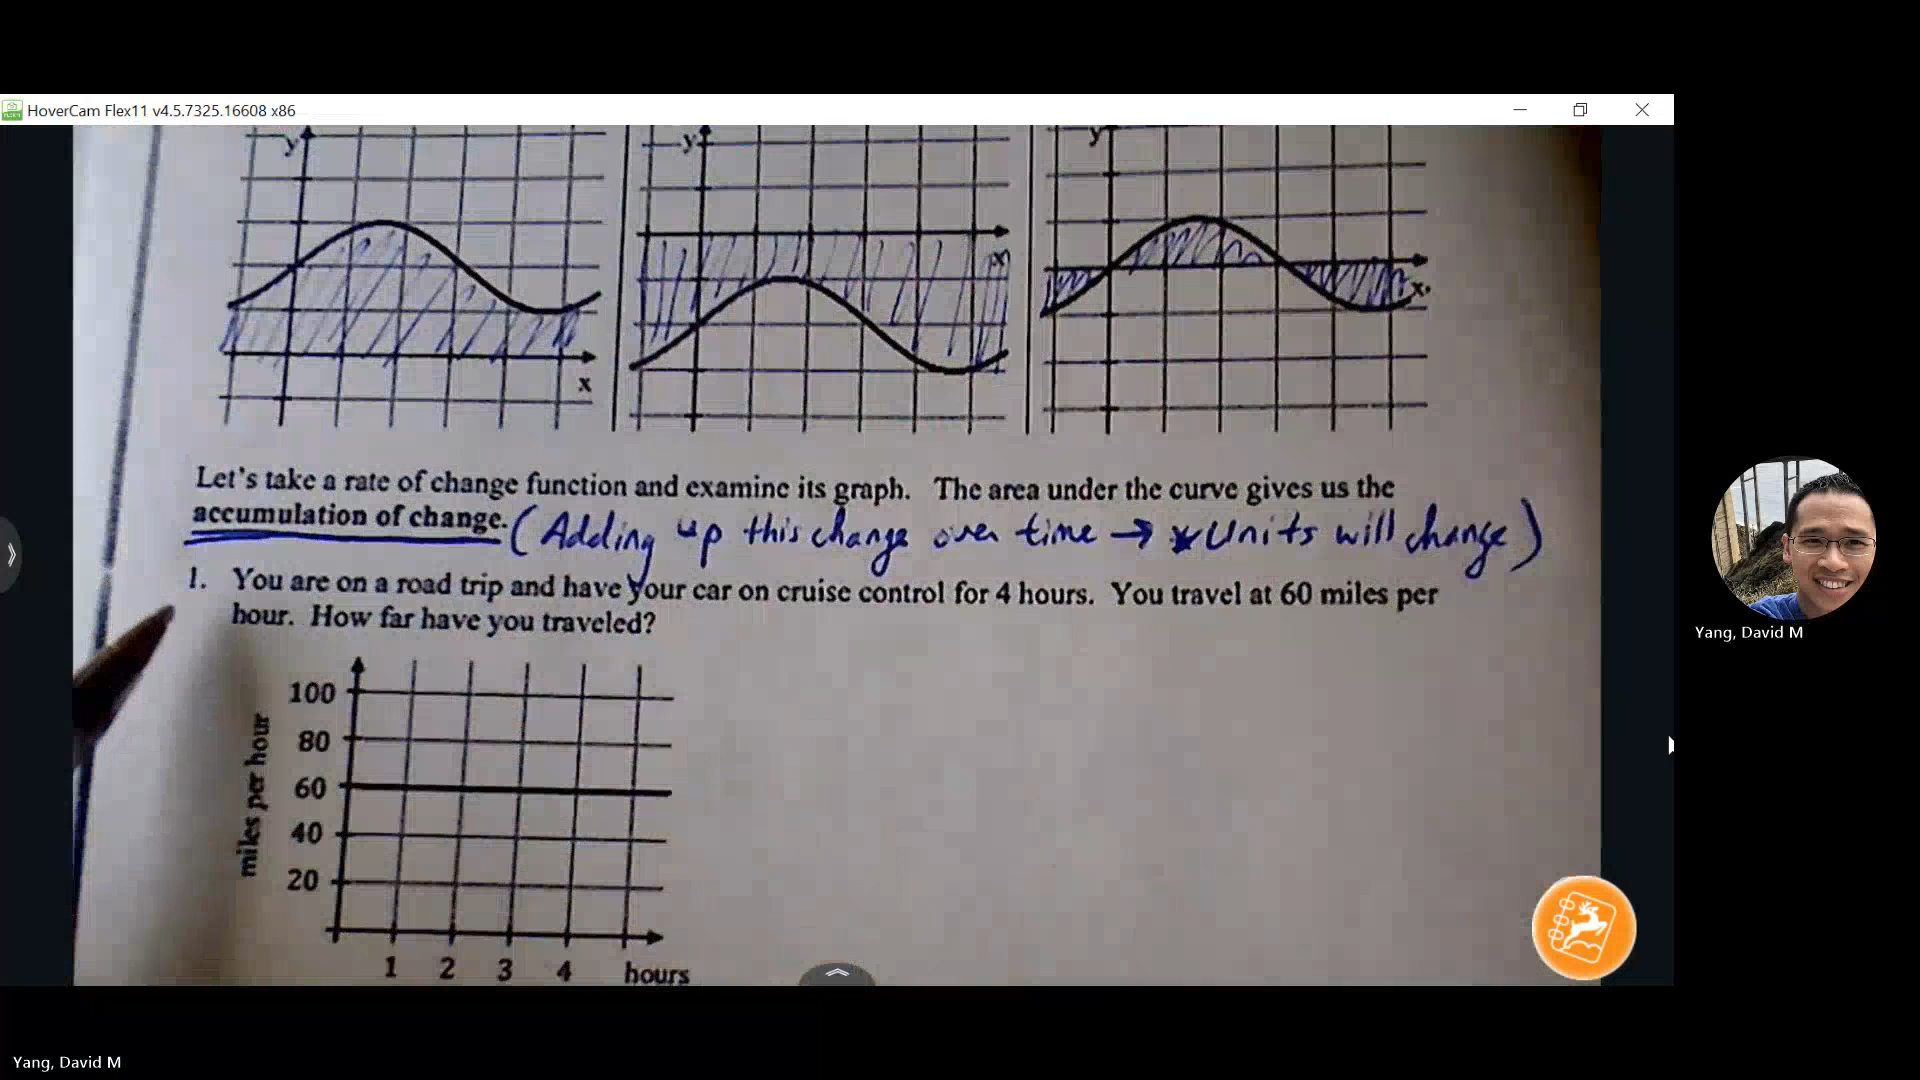 HoverCam Flex11 v4.5.7325.16608 x86
y
y
y
x
x
x
Let's take a rate of change function and examine its graph. The area under the curve gives us the
accumulation of change. (Adding up this change over time → *Units will change)
1. You are on a road trip and have your car on cruise control for 4 hours. You travel at 60 miles per
hour. How far have you traveled?
miles per hour
100
80
60
40
20
1 2 3 4 hours
Yang, David M
Yang, David M